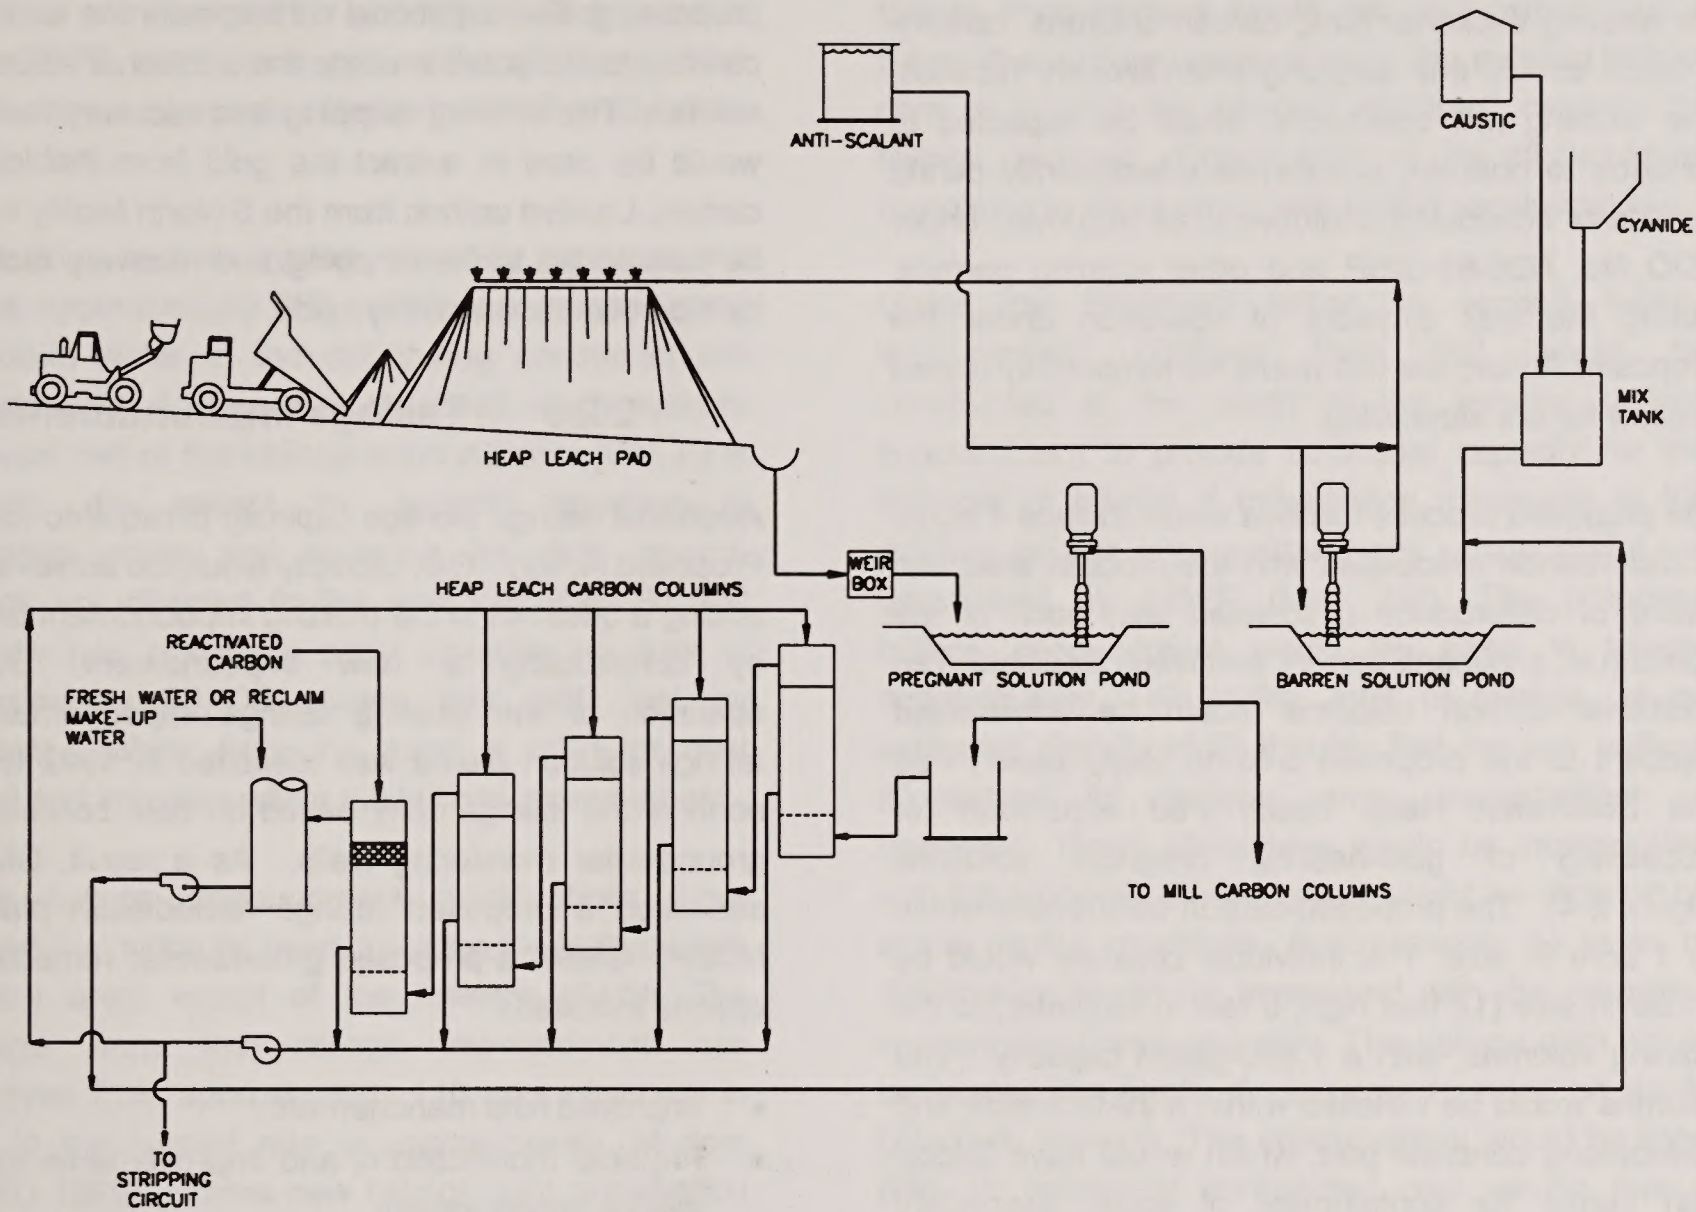 ANTI-SCALANT
CAUSTIC
CYANIDE
MIX
TANK
HEAP LEACH PAD
WEIR
BOX
HEAP LEACH CARBON COLUMNS
REACTIVATED
CARBON
FRESH WATER OR RECLAIM
MAKE-UP
WATER
PREGNANT SOLUTION POND
BARREN SOLUTION POND
TO MILL CARBON COLUMNS
TO
STRIPPING
CIRCUIT